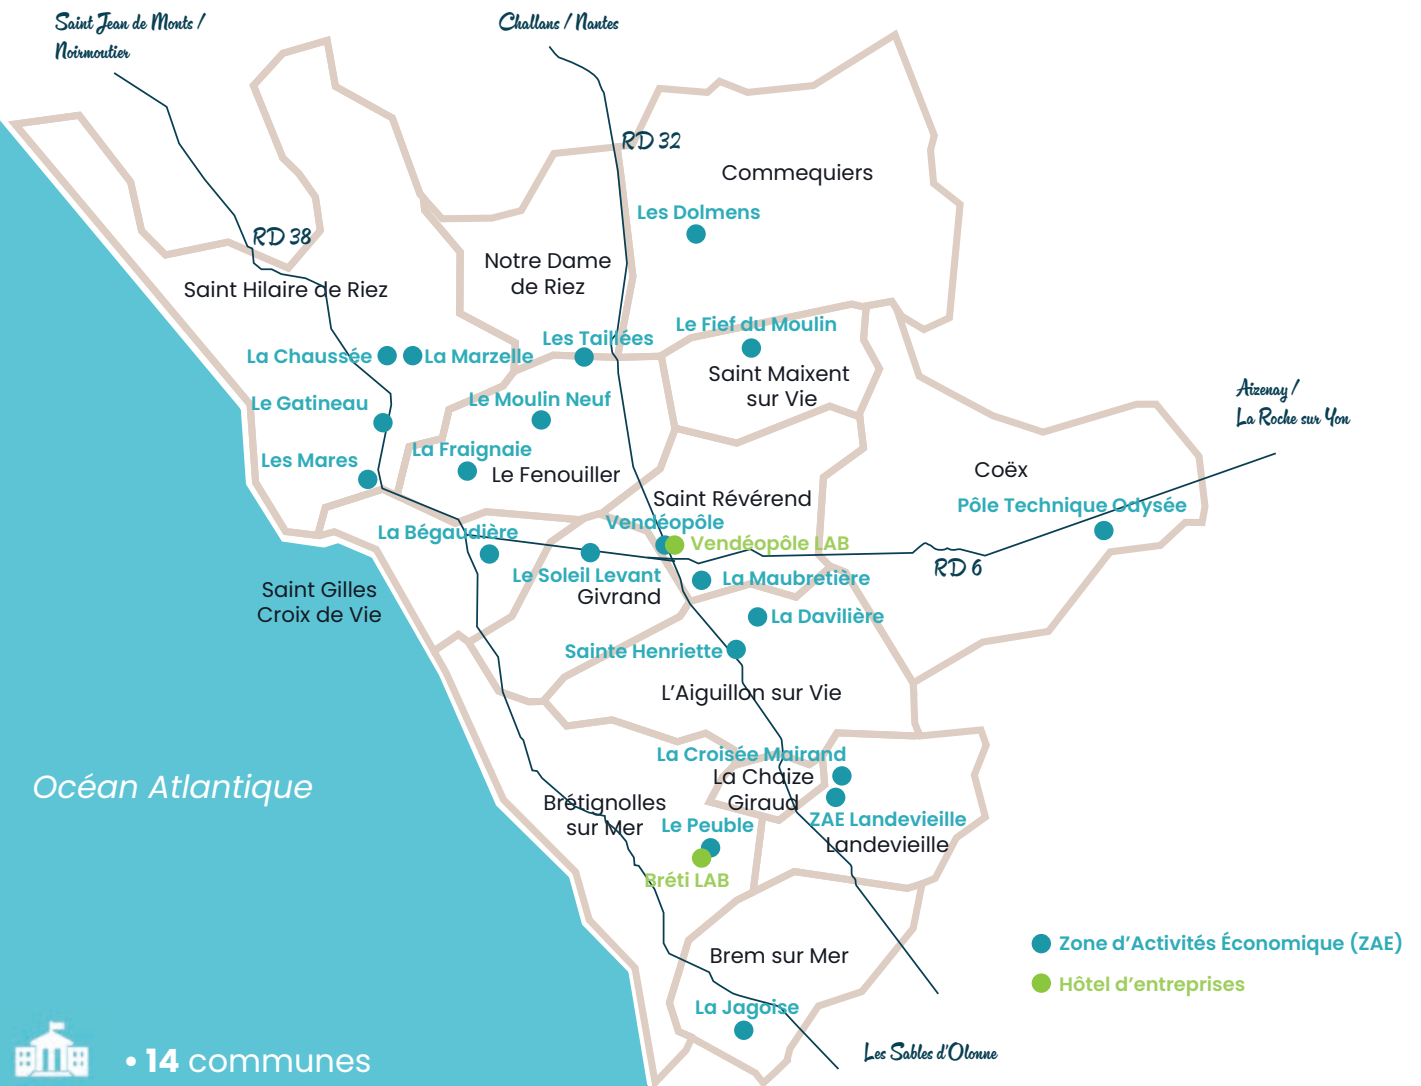 Saint Jean de Monts /
Noirmoutier
Challans / Nantes
RD 32
Commequiers
Les Dolmens
RD 38
Notre Dame
de Riez
Saint Hilaire de Riez
Le Fief du Moulin
Les Taillées
La Chaussée
La Marzelle
Saint Maixent
sur Vie
Aizenay /
La Roche sur Yon
Le Gatineau
Le Moulin Neuf
La Fraignaie
Les Mares
Le Fenouiller
Coëx
Saint Révérend
Pôle Technique Odysée
Vendéopôle
La Bégaudière
Vendéopôle LAB
RD 6
Le Soleil Levant
La Maubretière
Saint Gilles
Croix de Vie
Givrand
La Davilière
Sainte Henriette
L'Aiguillon sur Vie
La Croisée Mairand
La Chaize
Giraud
Océan Atlantique
Brétignolles
sur Mer
Le Peuble
ZAE Landevieille
Landevieille
Bréti LAB
Zone d'Activités Économique (ZAE)
Brem sur Mer
Hôtel d'entreprises
La Jagoise
Les Sables d'Olonne
• 14 communes